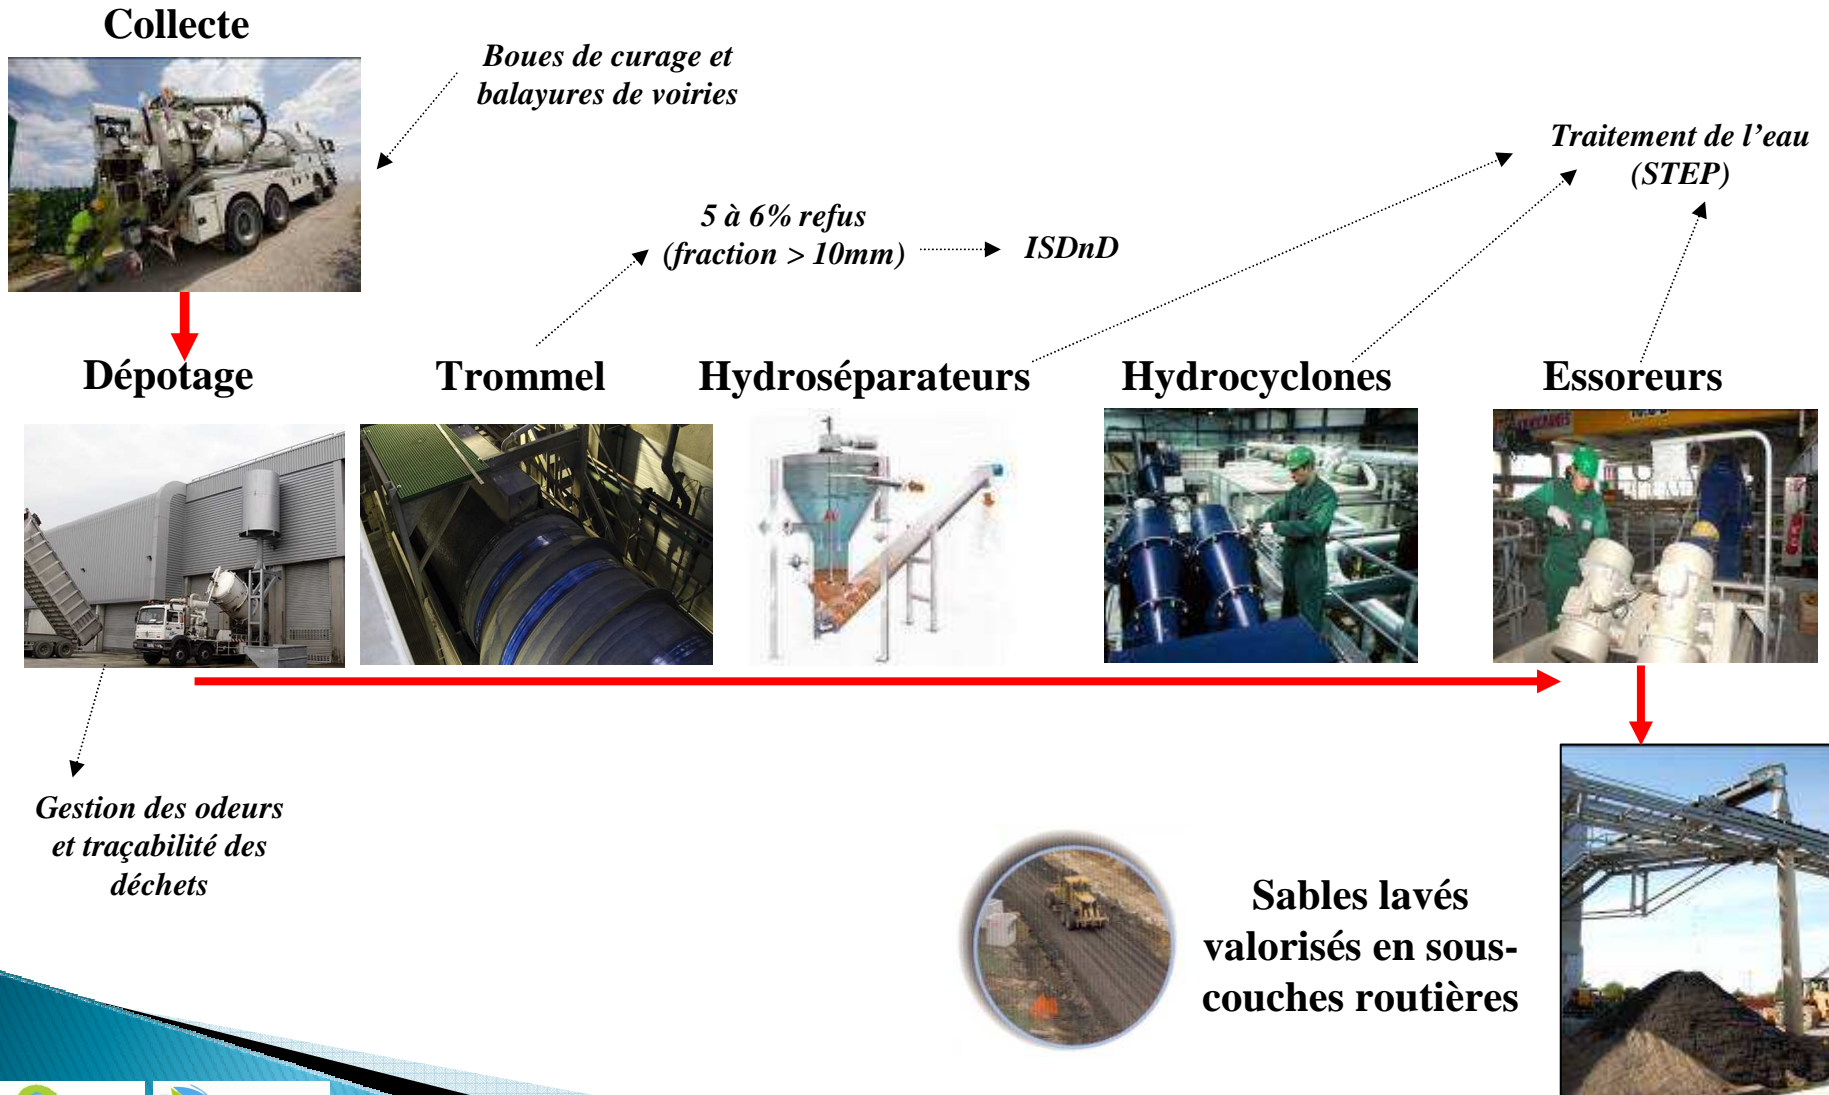 Collecte
Boues de curage et
balayures de voiries
Traitement de l’eau
(STEP)
5 à 6% refus
(fraction > 10mm)
ISDnD
Dépotage
Trommel
Hydroséparateurs
Hydrocyclones
Essoreurs
Gestion des odeurs
et traçabilité des
déchets
Sables lavés
valorisés en sous-
couches routières